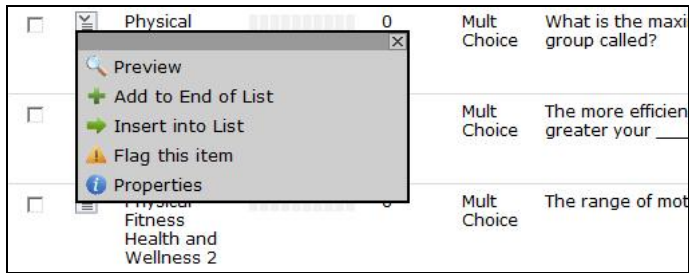 Physical
0
Mult
Choice
What is the maxi
group called?
Preview
Add to End of List
Insert into List
Flag this item
Properties
Mult
Choice
The more efficien
greater your ___
Physical
Fitness
Health and
Wellness 2
Mult
Choice
The range of mot